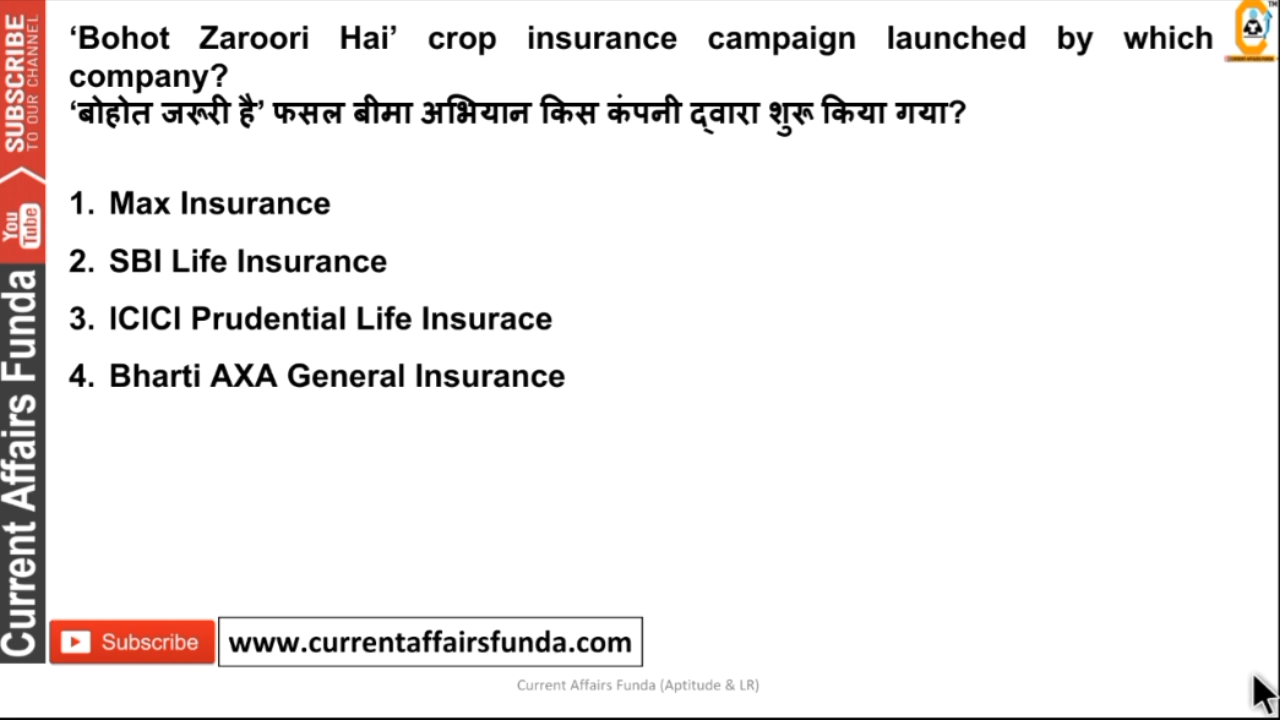 ‘Bohot Zaroori Hai’ crop insurance campaign launched by which
company?
‘बोहोत जरूरी है’ फसल बीमा अभियान किस कंपनी द्वारा शुरू किया गया?
1. Max Insurance
2. SBI Life Insurance
3. ICICI Prudential Life Insurace
4. Bharti AXA General Insurance
SUBSCRIBE
TO OUR CHANNEL
You
Tube
Current Affairs Funda
Subscribe
www.currentaffairsfunda.com
Current Affairs Funda (Aptitude & LR)